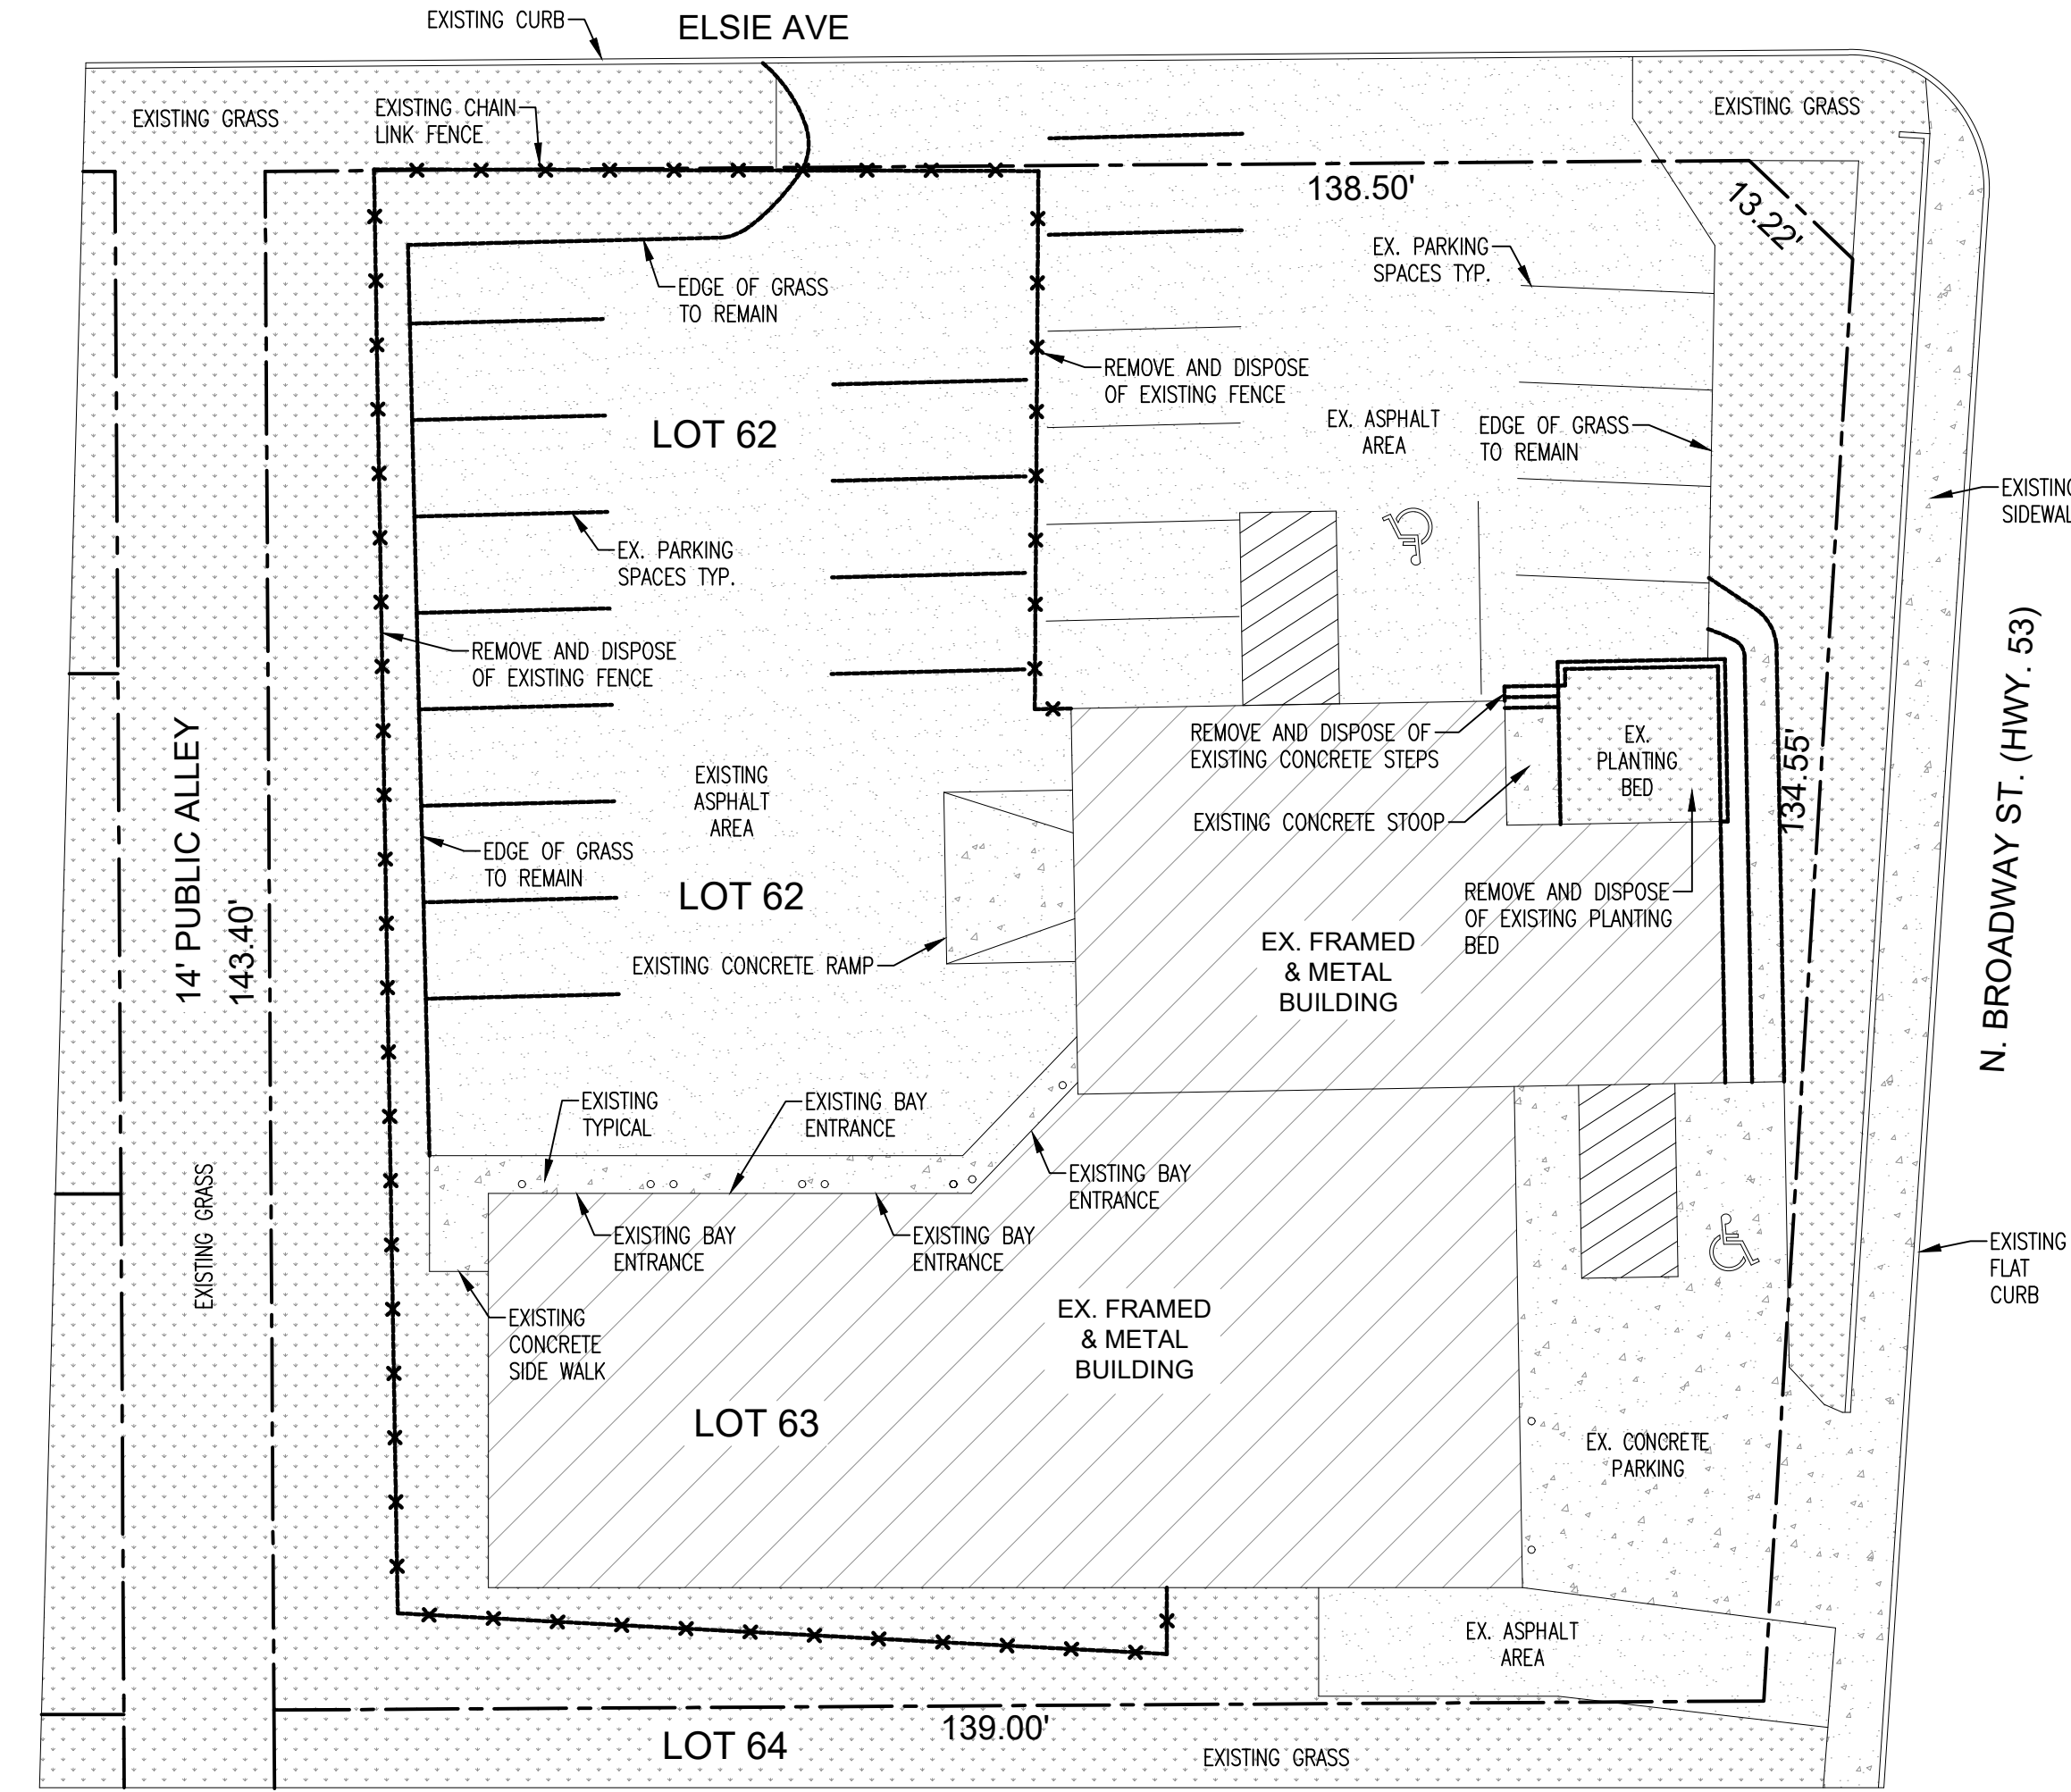 EXISTING CURB
ELSIE AVE
EXISTING GRASS
EXISTING CHAIN
LINK FENCE
EXISTING GRASS
138.50'
13.22'
EX. PARKING
SPACES TYP.
EDGE OF GRASS
TO REMAIN
REMOVE AND DISPOSE
OF EXISTING FENCE
LOT 62
EX. ASPHALT
AREA
EDGE OF GRASS
TO REMAIN
EXISTING
SIDEWAL
EX. PARKING
SPACES TYP.
REMOVE AND DISPOSE
OF EXISTING FENCE
N. BROADWAY ST. (HWY. 53)
14' PUBLIC ALLEY
143.40'
REMOVE AND DISPOSE OF
EXISTING CONCRETE STEPS
EX.
PLANTING
BED
134.55'
EXISTING
ASPHALT
AREA
EXISTING CONCRETE STOOP
EDGE OF GRASS
TO REMAIN
LOT 62
REMOVE AND DISPOSE
OF EXISTING PLANTING
BED
EX. FRAMED
& METAL
BUILDING
EXISTING CONCRETE RAMP
EXISTING
TYPICAL
EXISTING BAY
ENTRANCE
EXISTING BAY
ENTRANCE
EXISTING GRASS
EXISTING BAY
ENTRANCE
EXISTING BAY
ENTRANCE
EXISTING
FLAT
CURB
EXISTING
CONCRETE
SIDE WALK
EX. FRAMED
& METAL
BUILDING
LOT 63
EX. CONCRETE
PARKING
EX. ASPHALT
AREA
139.00'
LOT 64
EXISTING GRASS